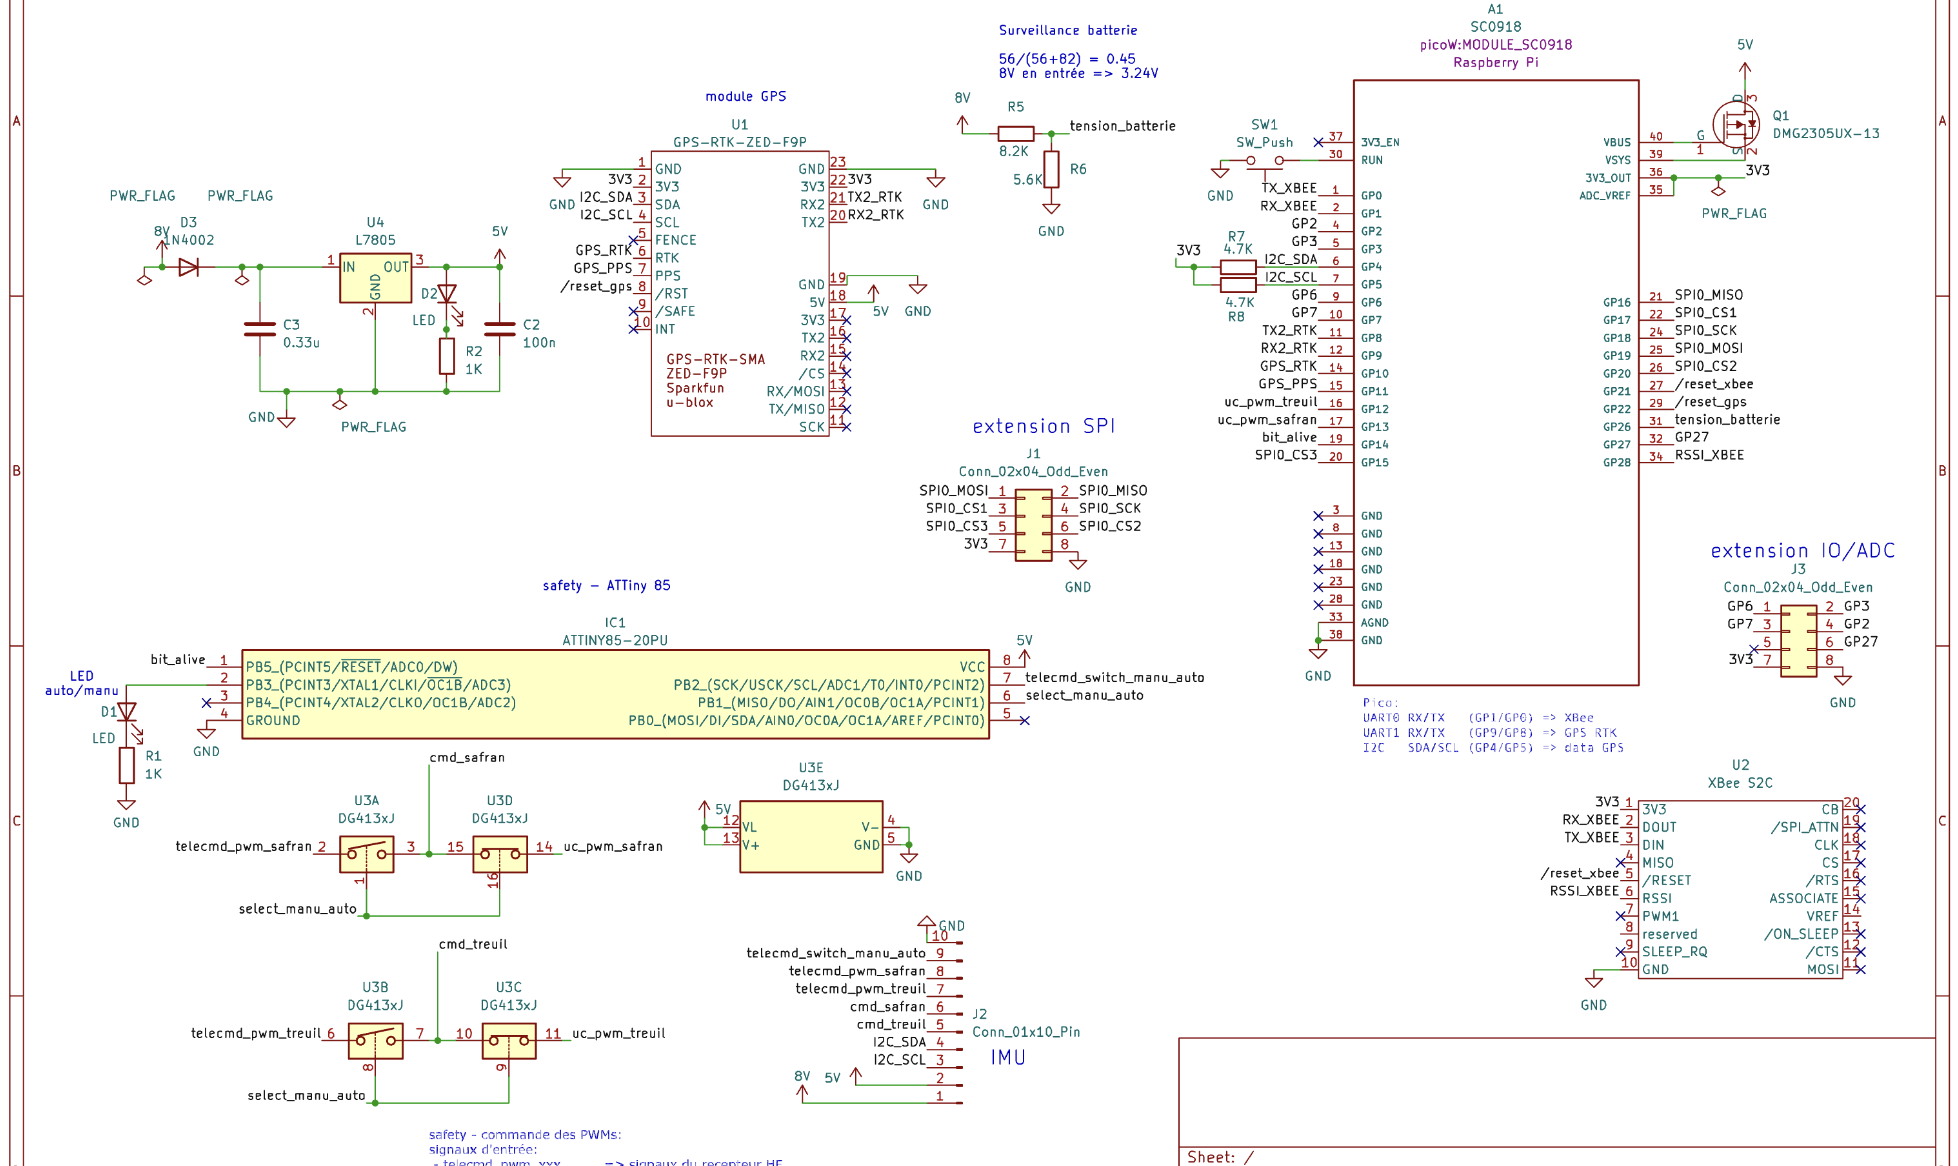 A
B
C
A
B
C
PWR_FLAG
PWR_FLAG
8V
D3
1N4002
U4
L7805
1
IN
OUT
3
GND
2
5V
D2
LED
C3
0.33u
R2
1K
C2
100n
GND
PWR_FLAG
module GPS
U1
GPS-RTK-ZED-F9P
GND
3V3
I2C_SDA
I2C_SCL
GPS_RTK
GPS_PPS
/reset_gps
1 GND
2 3V3
3 SDA
4 SCL
5 FENCE
6 RTK
7 PPS
8 /RST
9 /SAFE
10 INT
GPS-RTK-SMA
ZED-F9P
Sparkfun
u-blox
GND 23
3V3 22 3V3
RX2 21 TX2_RTK
TX2 20 RX2_RTK
GND
GND 19
5V 18
5V
GND
3V3 17
TX2 16
RX2 15
/CS 14
RX/MOSI 13
TX/MISO 12
SCK 11
Surveillance batterie
56/(56+82) = 0.45
8V en entrée => 3.24V
8V
R5
8.2K
tension_batterie
5.6K
R6
GND
extension SPI
J1
Conn_02x04_Odd_Even
SPI0_MOSI 1 2 SPI0_MISO
SPI0_CS1 3 4 SPI0_SCK
SPI0_CS3 5 6 SPI0_CS2
3V3 7 8
GND
A1
SC0918
picoW:MODULE_SC0918
Raspberry Pi
SW1
SW_Push
GND
37 3V3_EN
30 RUN
TX_XBEE 1 GP0
RX_XBEE 2 GP1
GP2 4 GP2
GP3 5 GP3
3V3
R7
4.7K
I2C_SDA 6 GP4
I2C_SCL 7 GP5
4.7K
R8
GP6 9 GP6
GP7 10 GP7
TX2_RTK 11 GP8
RX2_RTK 12 GP9
GPS_RTK 14 GP10
GPS_PPS 15 GP11
uc_pwm_treuil 16 GP12
uc_pwm_safran 17 GP13
bit_alive 19 GP14
SPI0_CS3 20 GP15
3 GND
8 GND
13 GND
18 GND
23 GND
28 GND
33 AGND
38 GND
GND
5V
D
3
Q1
DMG2305UX-13
G
1
S
2
VBUS 40
VSYS 39
3V3_OUT 36 3V3
ADC_VREF 35
PWR_FLAG
GP16 21 SPI0_MISO
GP17 22 SPI0_CS1
GP18 24 SPI0_SCK
GP19 25 SPI0_MOSI
GP20 26 SPI0_CS2
GP21 27 /reset_xbee
GP22 29 /reset_gps
GP26 31 tension_batterie
GP27 32 GP27
GP28 34 RSSI_XBEE
extension IO/ADC
J3
Conn_02x04_Odd_Even
GP6 1 2 GP3
GP7 3 4 GP2
5 6 GP27
3V3 7 8
GND
Pico:
UART0 RX/TX (GP1/GP0) => XBee
UART1 RX/TX (GP9/GP8) => GPS RTK
I2C SDA/SCL (GP4/GP5) => data GPS
safety - ATTiny 85
IC1
ATTINY85-20PU
LED
auto/manu
bit_alive 1 PB5_(PCINT5/RESET/ADC0/DW)
2 PB3_(PCINT3/XTAL1/CLKI/OC1B/ADC3)
3 PB4_(PCINT4/XTAL2/CLKO/OC1B/ADC2)
4 GROUND
GND
D1
LED
R1
1K
GND
5V
VCC 8
PB2_(SCK/USCK/SCL/ADC1/T0/INT0/PCINT2) 7 telecmd_switch_manu_auto
PB1_(MISO/DO/AIN1/OC0B/OC1A/PCINT1) 6 select_manu_auto
PB0_(MOSI/DI/SDA/AIN0/OC0A/OC1A/AREF/PCINT0) 5
cmd_safran
U3A
DG413xJ
U3D
DG413xJ
telecmd_pwm_safran 2 3 15 14 uc_pwm_safran
1
16
select_manu_auto
cmd_treuil
U3B
DG413xJ
U3C
DG413xJ
telecmd_pwm_treuil 6 7 10 11 uc_pwm_treuil
8
9
select_manu_auto
U3E
DG413xJ
5V
12 VL
13 V+
V- 4
GND 5
GND
GND
10
telecmd_switch_manu_auto 9
telecmd_pwm_safran 8
telecmd_pwm_treuil 7
cmd_safran 6
cmd_treuil 5
I2C_SDA 4
I2C_SCL 3
8V 5V 2
1
J2
Conn_01x10_Pin
IMU
U2
XBee S2C
3V3 1 3V3
RX_XBEE 2 DOUT
TX_XBEE 3 DIN
4 MISO
/reset_xbee 5 /RESET
RSSI_XBEE 6 RSSI
7 PWM1
8 reserved
9 SLEEP_RQ
10 GND
GND
CB 20
/SPI_ATTN 19
CLK 18
CS 17
/RTS 16
ASSOCIATE 15
VREF 14
/ON_SLEEP 13
/CTS 12
MOSI 11
safety - commande des PWMs:
signaux d'entrée:
- telecmd_pwm_xxx => signaux du recepteur HF
Sheet: /